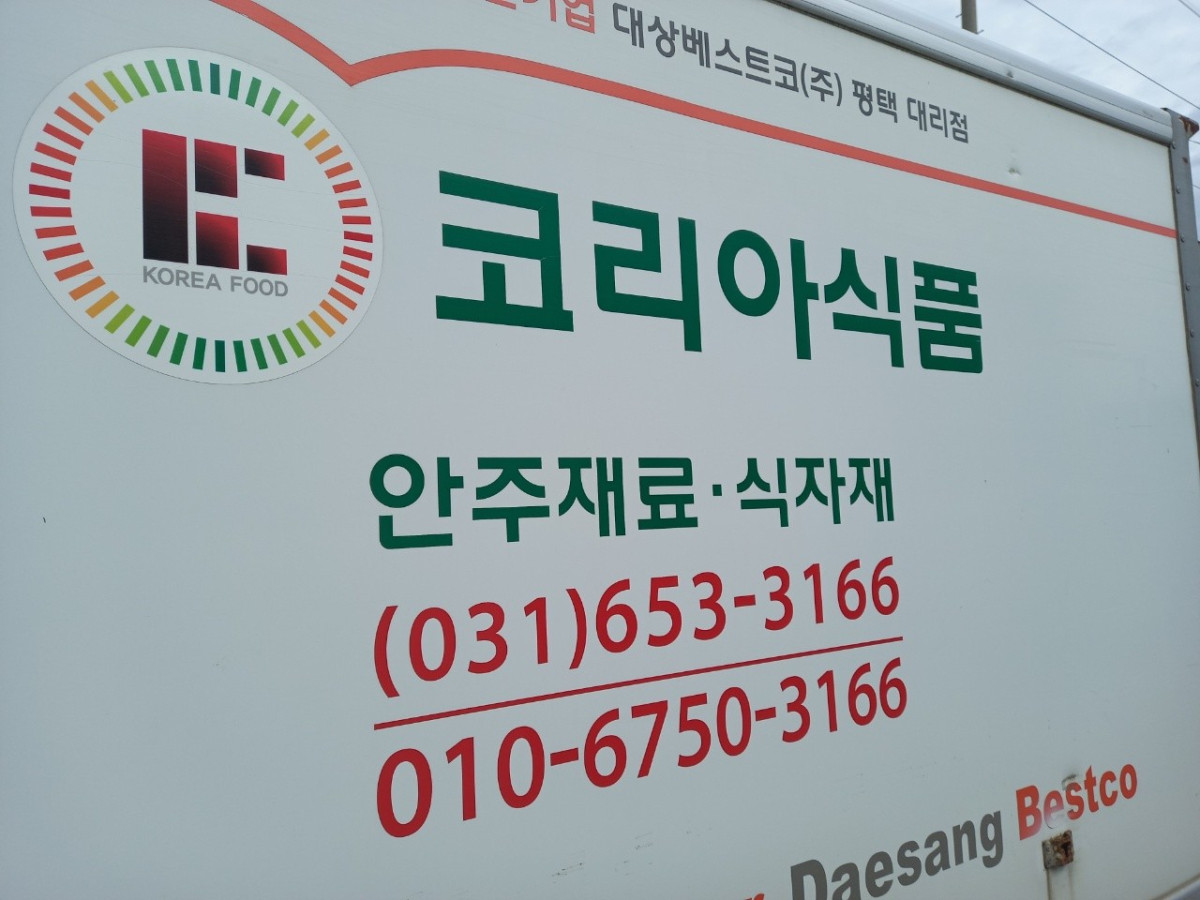 대상베스트코(주) 평택 대리점
KOREA FOOD
코리아식품
안주재료·식자재
(031)653-3166
010-6750-3166
Daesang Bestco